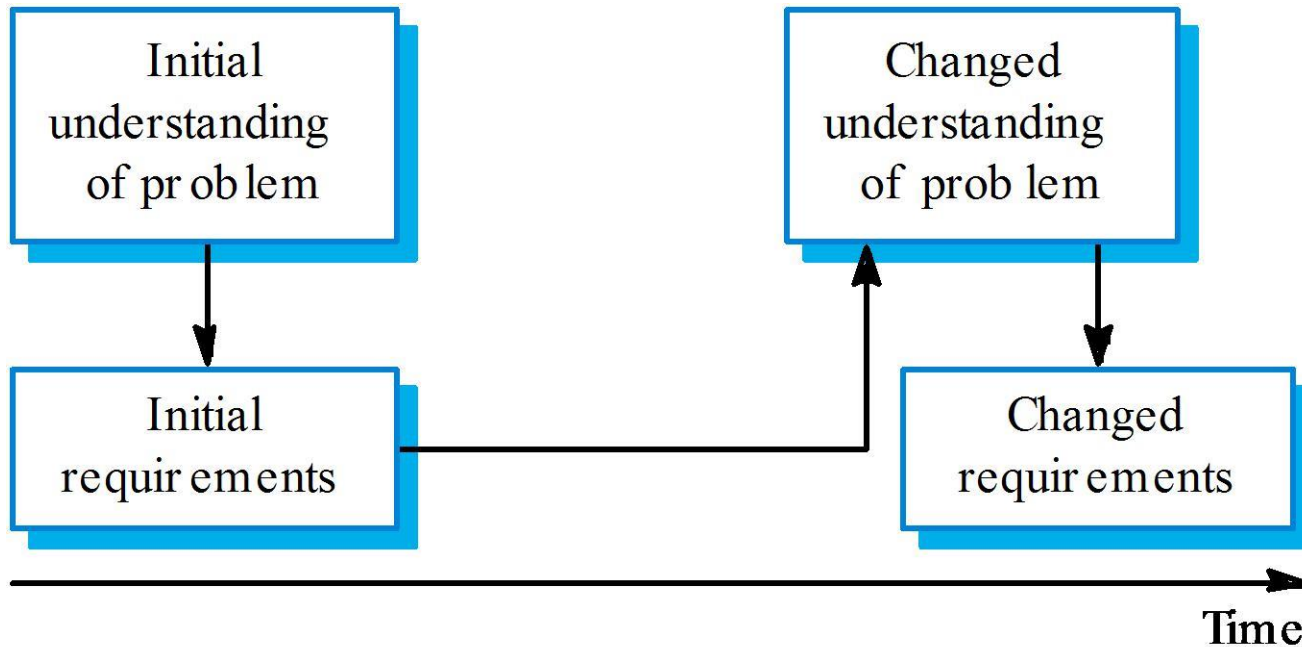 Initial
understanding
of problem
Initial
requirements
Changed
understanding
of problem
Changed
requirements
Time